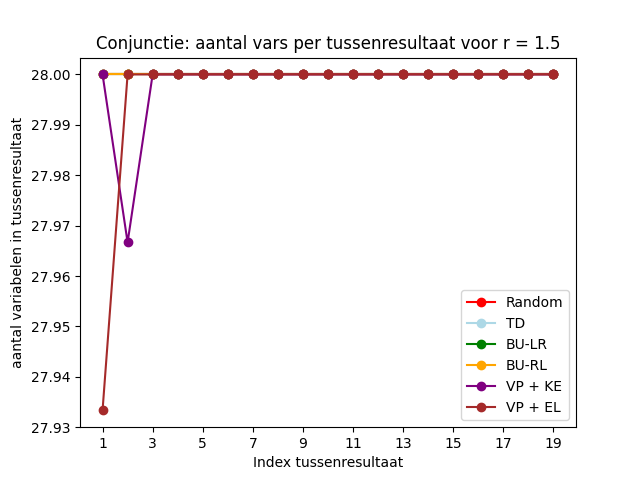 Conjunctie: aantal vars per tussenresultaat voor r = 1.5
aantal variabelen in tussenresultaat
28.00
27.99
27.98
27.97
27.96
27.95
27.94
27.93
Random
TD
BU-LR
BU-RL
VP + KE
VP + EL
1 3 5 7 9 11 13 15 17 19
Index tussenresultaat